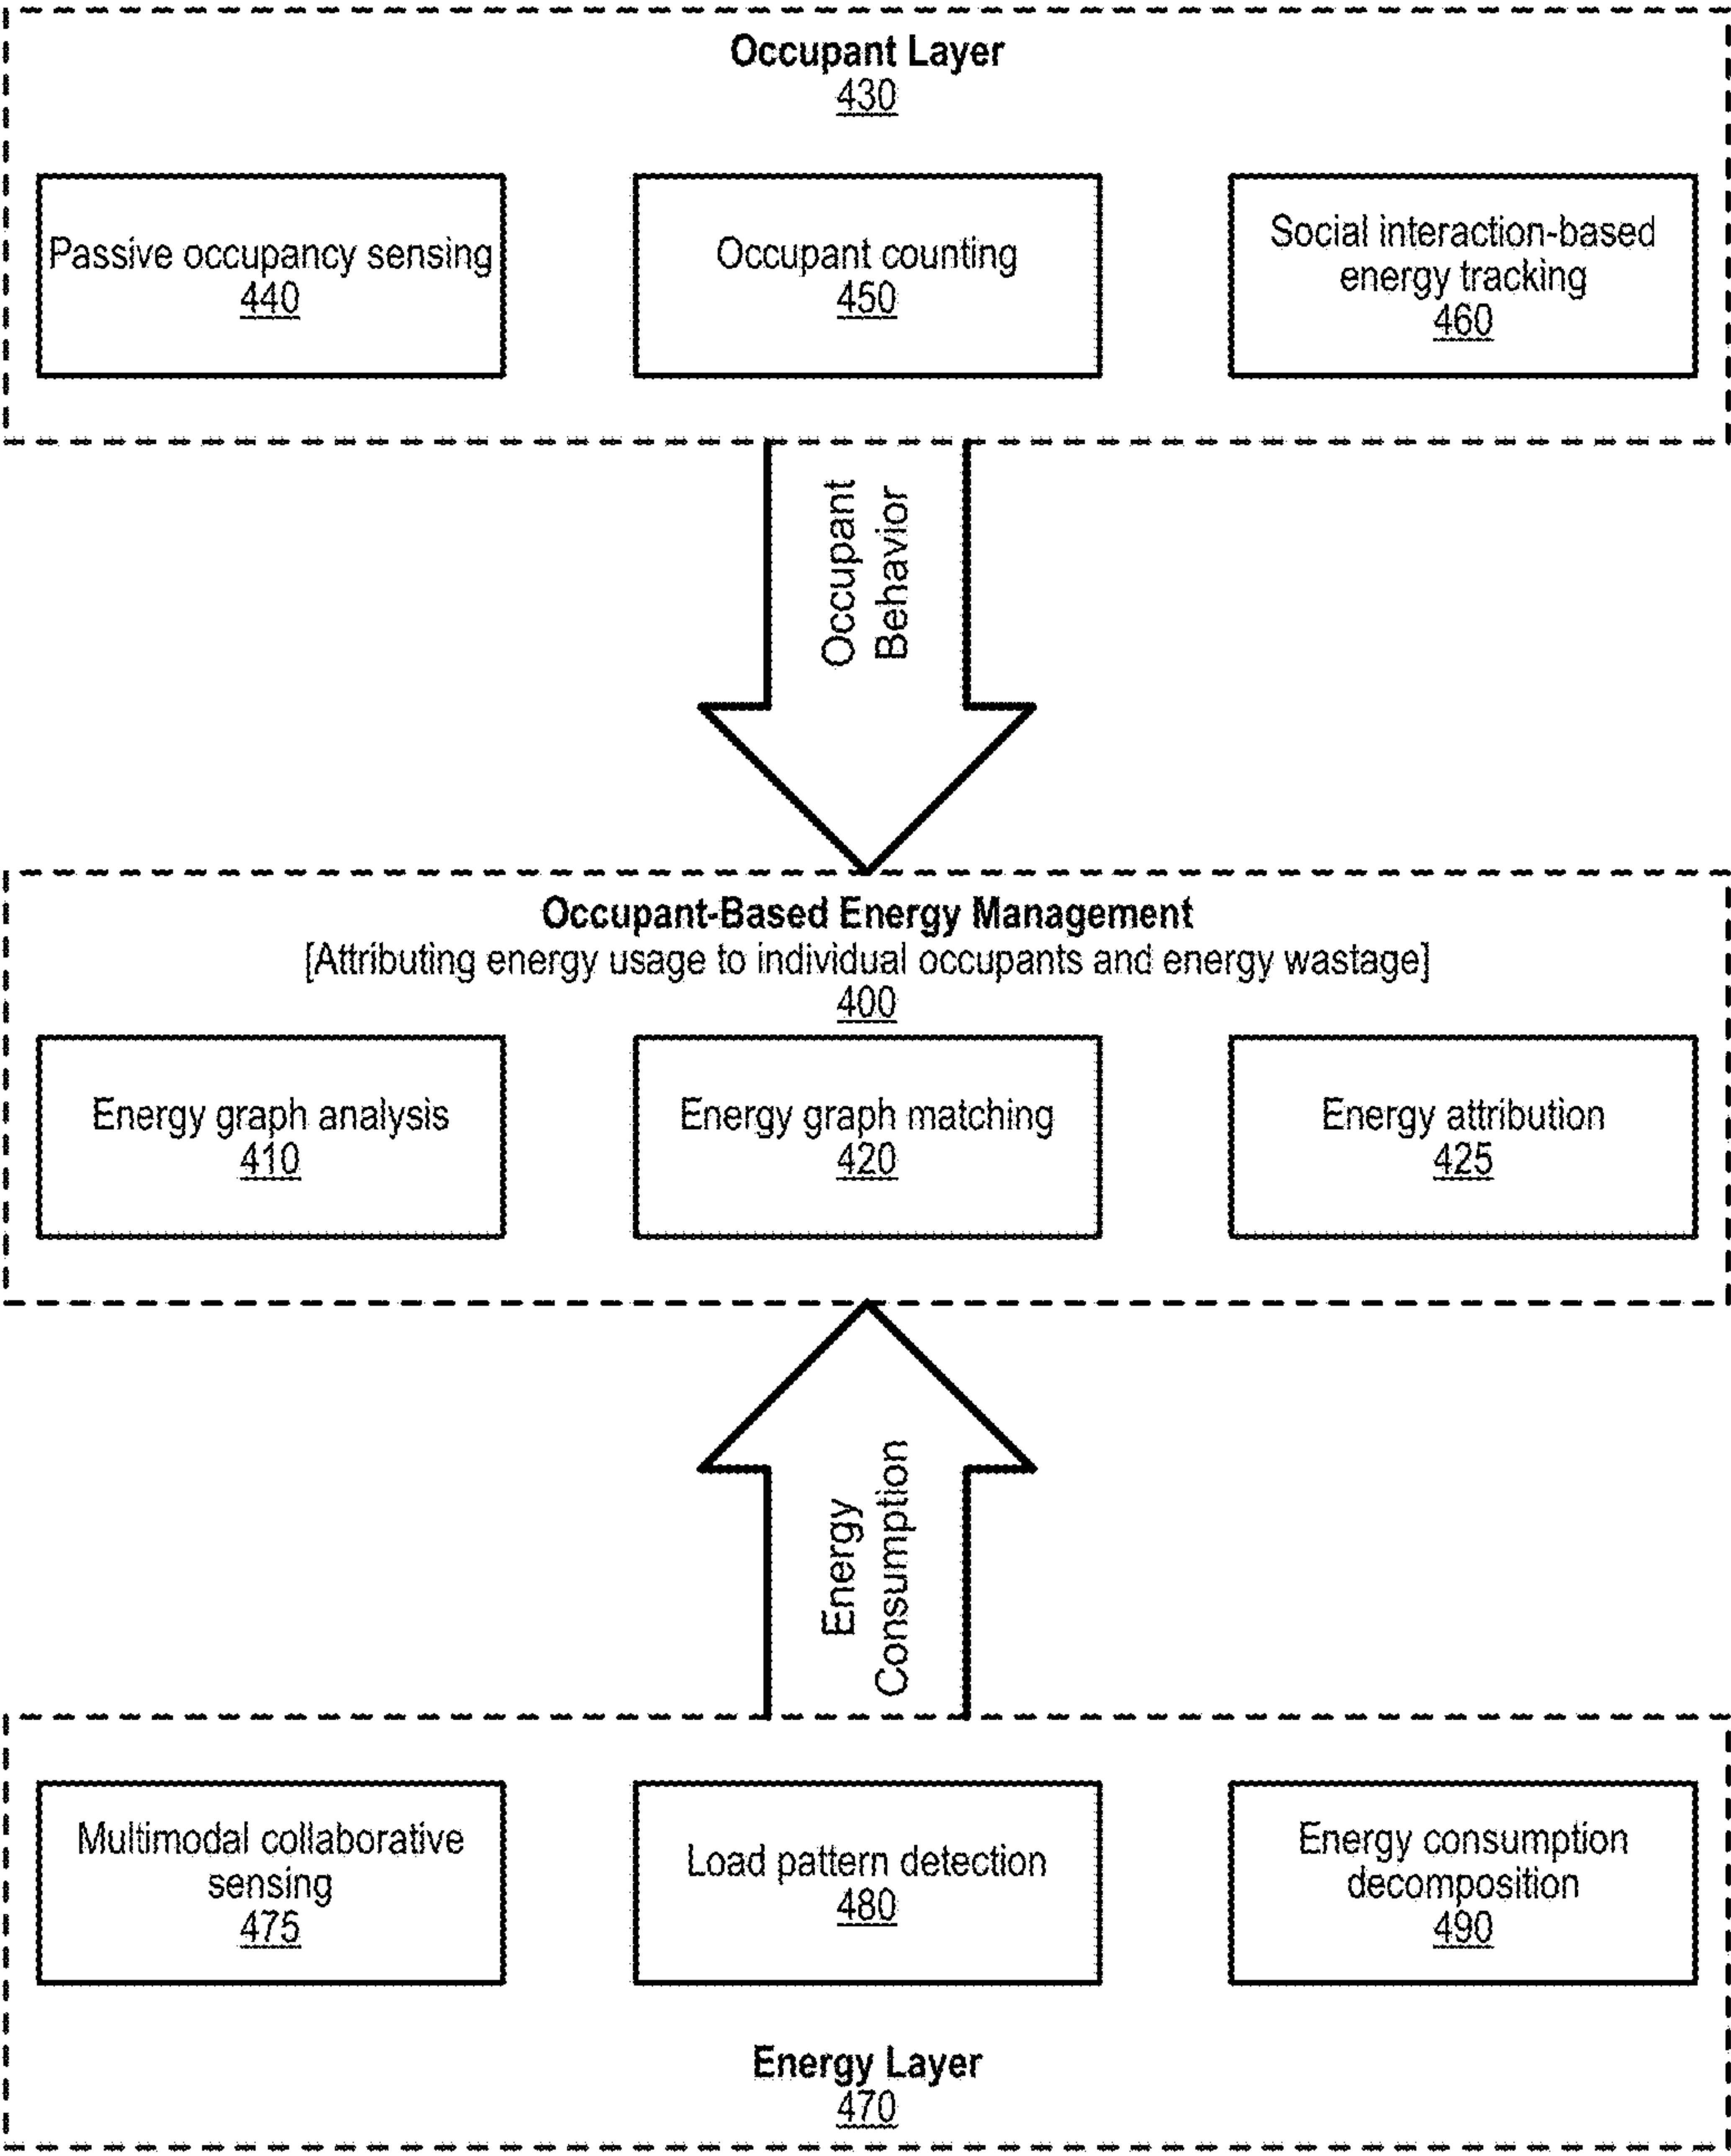 Occupant Layer
430
Passive occupancy sensing
440
Occupant counting
450
Social interaction-based
energy tracking
460
Occupant
Behavior
Occupant-Based Energy Management
[Attributing energy usage to individual occupants and energy wastage]
400
Energy graph analysis
410
Energy graph matching
420
Energy attribution
425
Energy
Consumption
Multimodal collaborative
sensing
475
Load pattern detection
480
Energy consumption
decomposition
490
Energy Layer
470